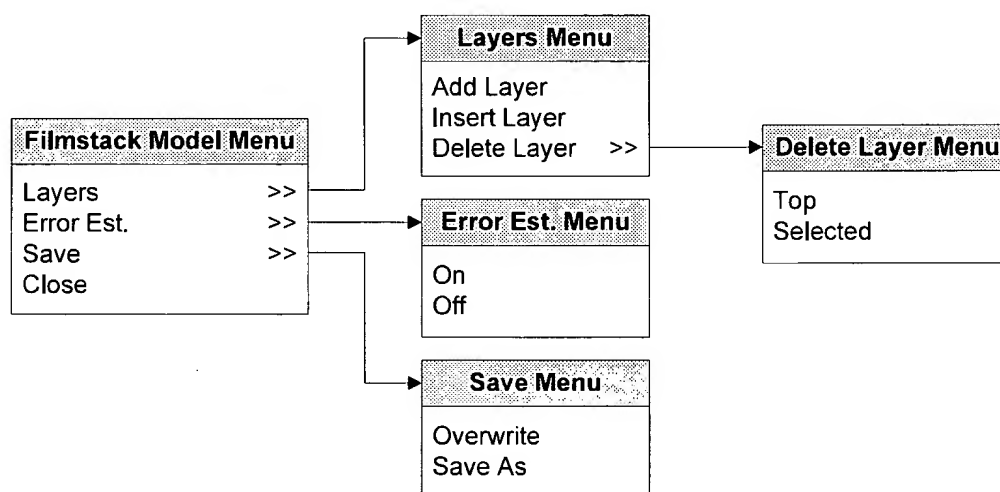 Filmstack Model Menu
Layers >>
Error Est. >>
Save >>
Close
Layers Menu
Add Layer
Insert Layer
Delete Layer >>
Delete Layer Menu
Top
Selected
Error Est. Menu
On
Off
Save Menu
Overwrite
Save As